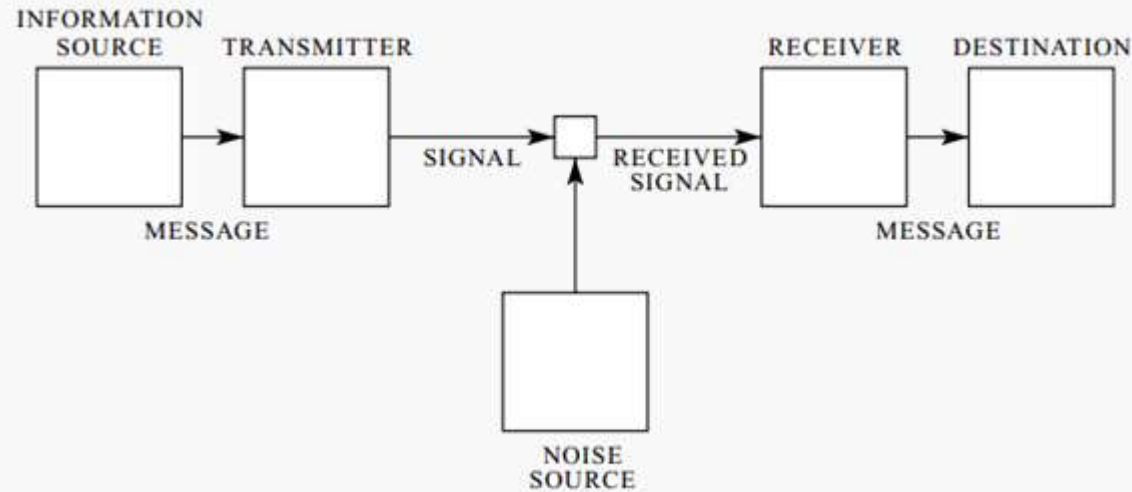 INFORMATION
SOURCE
TRANSMITTER
RECEIVER
DESTINATION
SIGNAL
RECEIVED
SIGNAL
MESSAGE
MESSAGE
NOISE
SOURCE